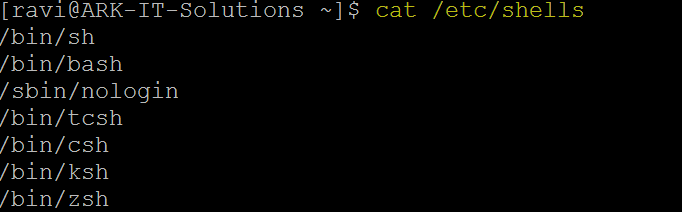 [ravi@ARK-IT-Solutions ~]$ cat /etc/shells
/bin/sh
/bin/bash
/sbin/nologin
/bin/tcsh
/bin/csh
/bin/ksh
/bin/zsh